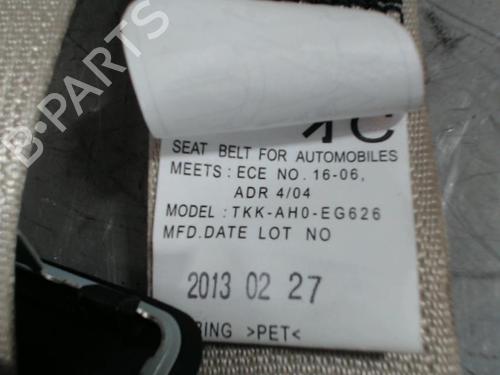 B-PARTS
SEAT BELT FOR AUTOMOBILES
MEETS : ECE NO. 16-06,
ADR 4/04
MODEL : TKK-AH0-EG626
MFD.DATE LOT NO
2013 02 27
>PET<